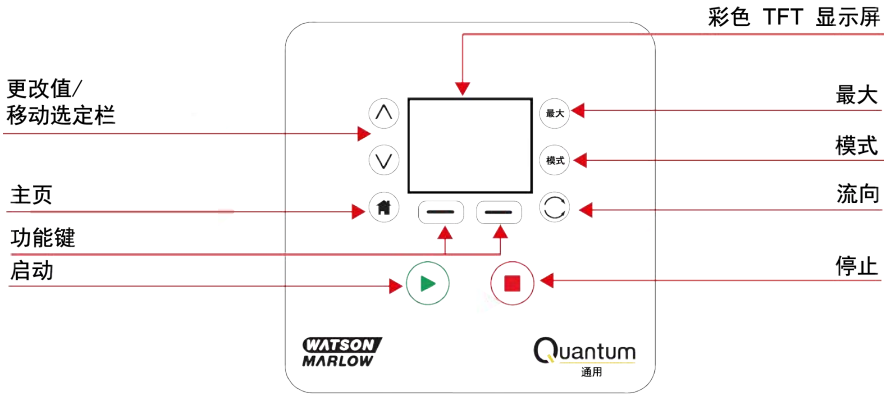 彩色 TFT 显示屏
更改值/
移动选定栏
最大
最大
模式
模式
主页
流向
功能键
启动
停止
WATSON
MARLOW
Quantum
通用